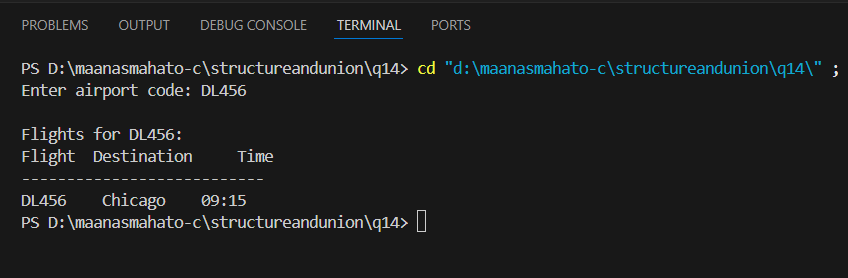 PROBLEMS OUTPUT DEBUG CONSOLE TERMINAL PORTS
PS D:\maanasmahato-c\structureandunion\q14> cd "d:\maanasmahato-c\structureandunion\q14\" ;
Enter airport code: DL456
Flights for DL456:
Flight  Destination     Time
---------------------------
DL456    Chicago    09:15
PS D:\maanasmahato-c\structureandunion\q14>